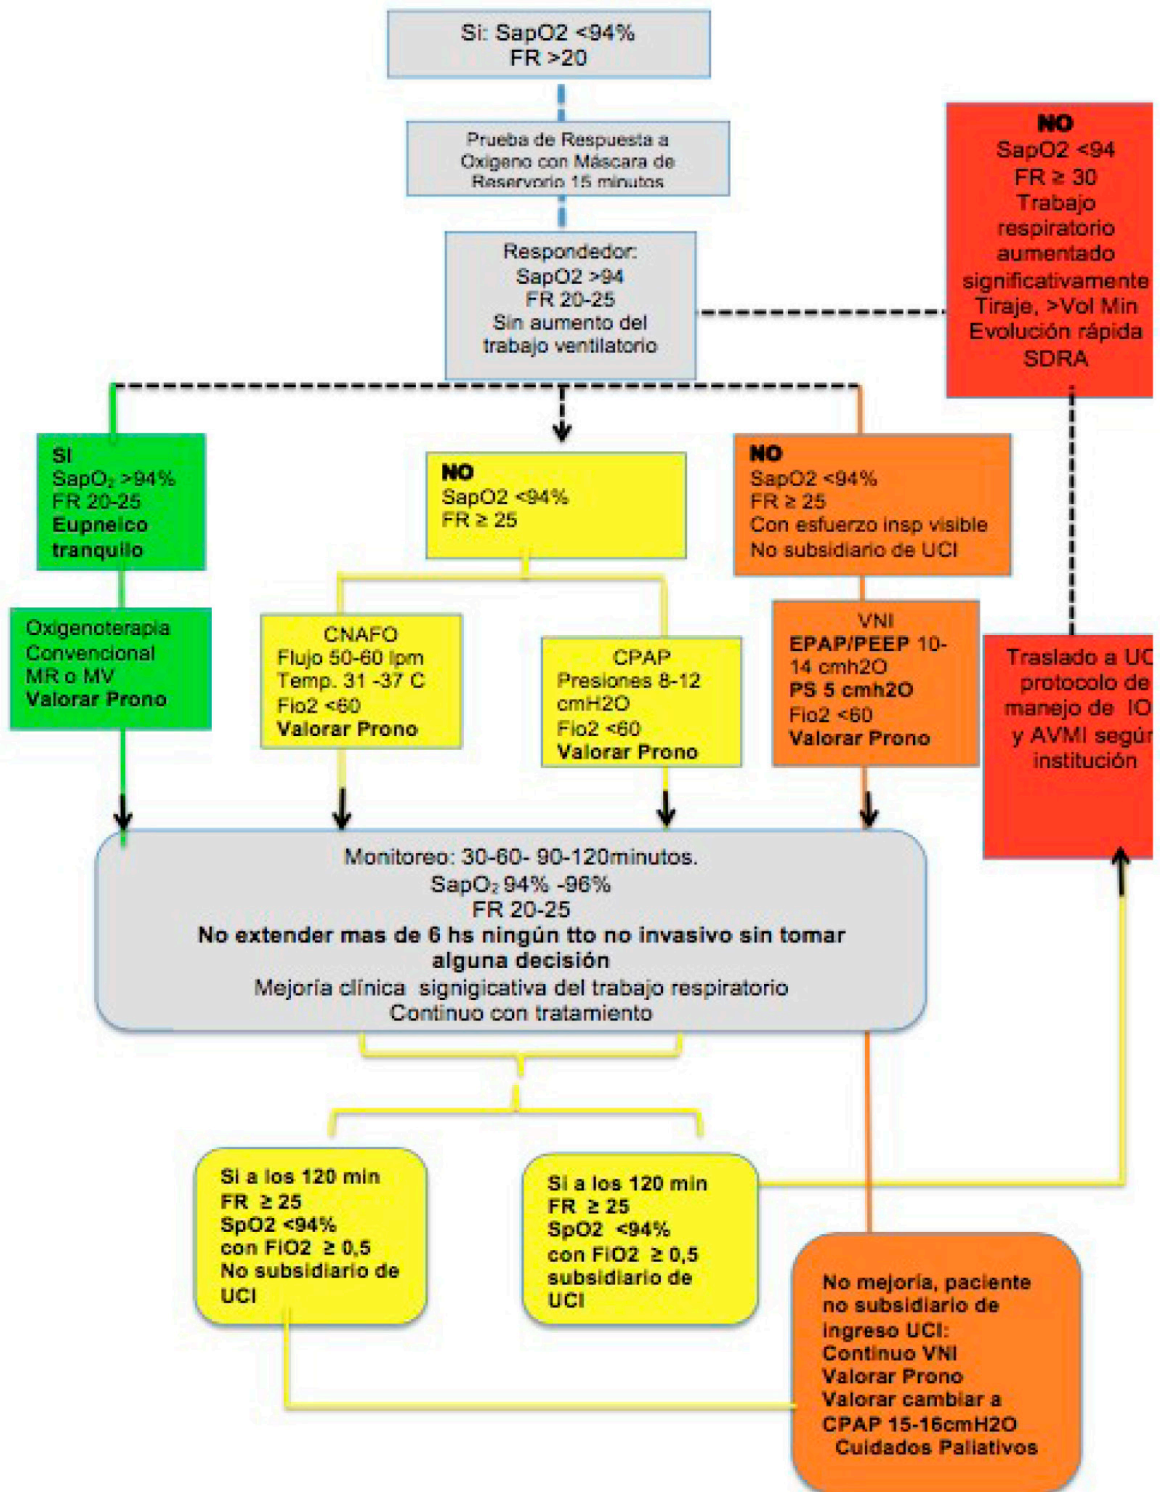 Si: SapO2 <94%
FR >20
Prueba de Respuesta a
Oxigeno con Máscara de
Reservorio 15 minutos
Respondedor:
SapO2 >94
FR 20-25
Sin aumento del
trabajo ventilatorio
NO
SapO2 <94
FR ≥ 30
Trabajo
respiratorio
aumentado
significativamente
Tiraje, >Vol Min
Evolución rápida
SDRA
SI
SapO₂ >94%
FR 20-25
Eupneico
tranquilo
NO
SapO2 <94%
FR ≥ 25
NO
SapO2 <94%
FR ≥ 25
Con esfuerzo insp visible
No subsidiario de UCI
Oxigenoterapia
Convencional
MR o MV
Valorar Prono
CNAFO
Flujo 50-60 lpm
Temp. 31 -37 C
Fio2 <60
Valorar Prono
CPAP
Presiones 8-12
cmH2O
Fio2 <60
Valorar Prono
VNI
EPAP/PEEP 10-
14 cmh2O
PS 5 cmh2O
Fio2 <60
Valorar Prono
Traslado a
protocolo de
manejo de
y AVMI según
institución
Monitoreo: 30-60- 90-120minutos.
SapO₂ 94% -96%
FR 20-25
No extender mas de 6 hs ningún tto no invasivo sin tomar
alguna decisión
Mejoría clínica signigicativa del trabajo respiratorio
Continuo con tratamiento
Si a los 120 min
FR ≥ 25
SpO2 <94%
con FiO2 ≥ 0,5
No subsidiario de
UCI
Si a los 120 min
FR ≥ 25
SpO2 <94%
con FiO2 ≥ 0,5
subsidiario de
UCI
No mejoría, paciente
no subsidiario de
ingreso UCI:
Continuo VNI
Valorar Prono
Valorar cambiar a
CPAP 15-16cmH2O
Cuidados Paliativos